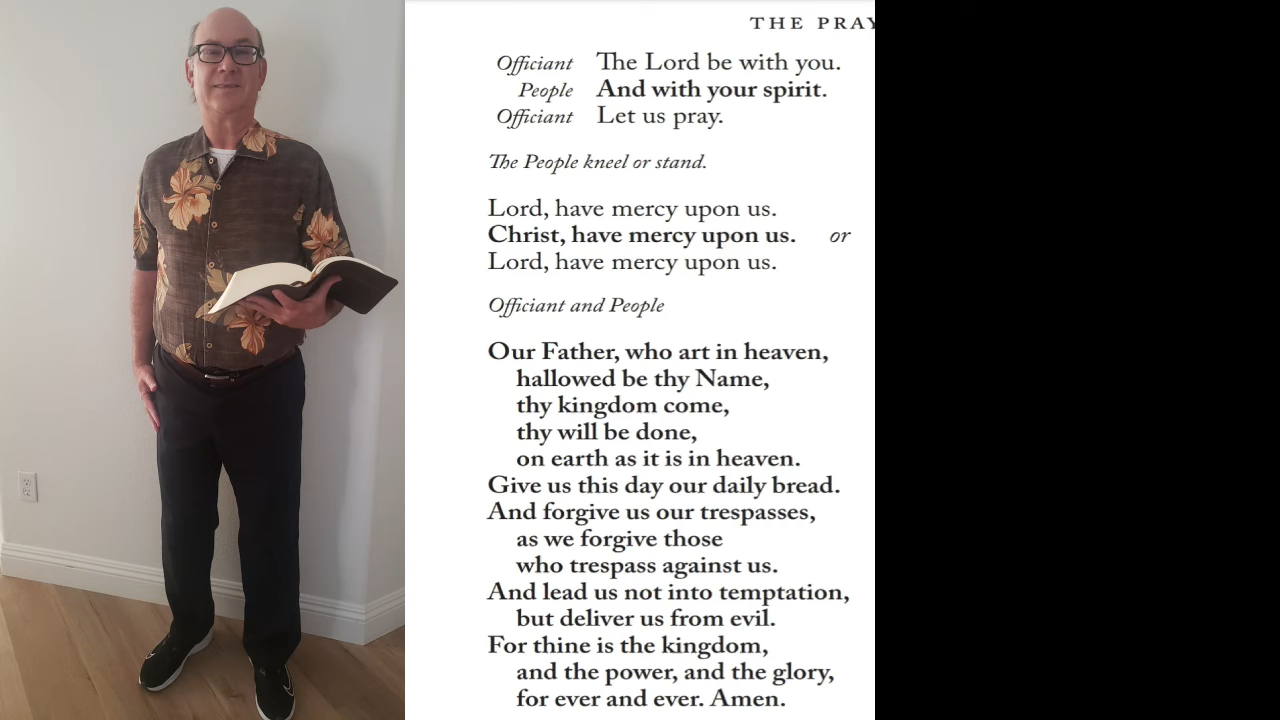 THE PRAY
Officiant The Lord be with you.
People And with your spirit.
Officiant Let us pray.
The People kneel or stand.
Lord, have mercy upon us.
Christ, have mercy upon us. or
Lord, have mercy upon us.
Officiant and People
Our Father, who art in heaven,
hallowed be thy Name,
thy kingdom come,
thy will be done,
on earth as it is in heaven.
Give us this day our daily bread.
And forgive us our trespasses,
as we forgive those
who trespass against us.
And lead us not into temptation,
but deliver us from evil.
For thine is the kingdom,
and the power, and the glory,
for ever and ever. Amen.